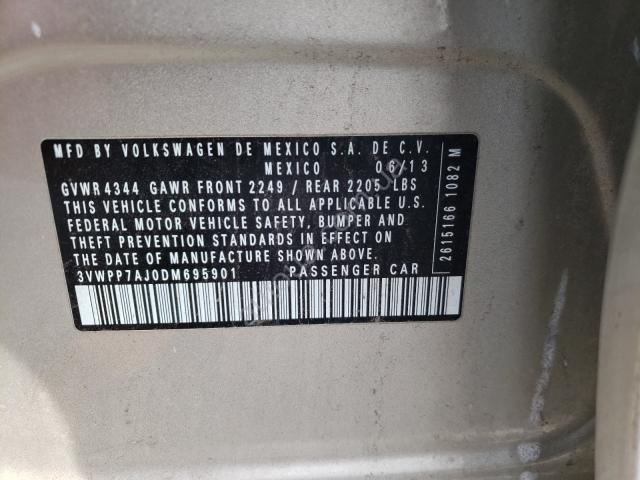 MFD BY VOLKSWAGEN DE MEXICO S.A. DE C.V.
MEXICO 06/13
GVWR 4344 GAWR FRONT 2249 / REAR 2205 LBS
THIS VEHICLE CONFORMS TO ALL APPLICABLE U.S.
FEDERAL MOTOR VEHICLE SAFETY, BUMPER AND
THEFT PREVENTION STANDARDS IN EFFECT ON
THE DATE OF MANUFACTURE SHOWN ABOVE.
3VWPP7AJ0DM695901 PASSENGER CAR
2615166 1082 M